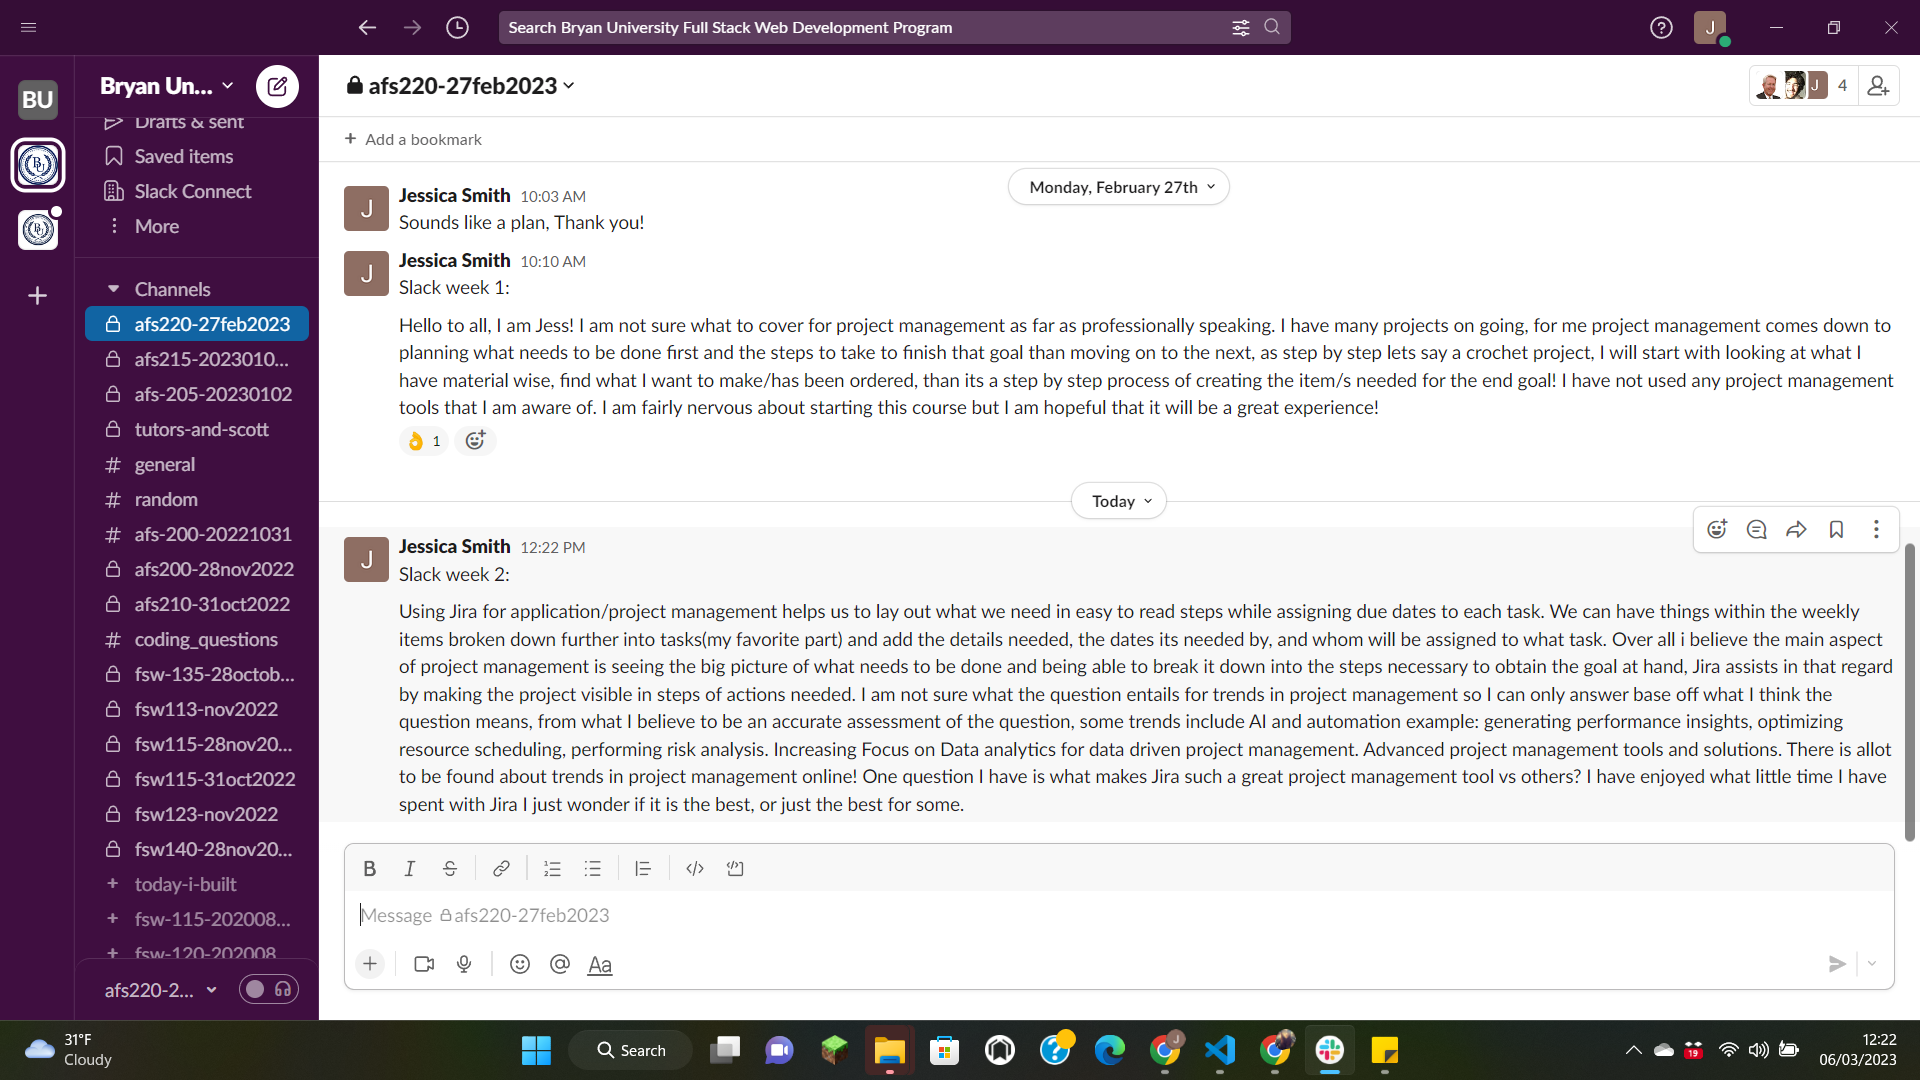 Search Bryan University Full Stack Web Development Program
J
BU
Bryan Un...
Drafts & sent
Saved items
Slack Connect
More
Channels
afs220-27feb2023
afs215-2023010...
afs-205-20230102
tutors-and-scott
general
random
afs-200-20221031
afs200-28nov2022
afs210-31oct2022
coding_questions
fsw-135-28octob...
fsw113-nov2022
fsw115-28nov20...
fsw115-31oct2022
fsw123-nov2022
fsw140-28nov20...
today-i-built
fsw-115-202008...
fsw-120-202008
afs220-2...
afs220-27feb2023
J 4
Add a bookmark
Monday, February 27th
J
Jessica Smith 10:03 AM
Sounds like a plan, Thank you!
J
Jessica Smith 10:10 AM
Slack week 1:
Hello to all, I am Jess! I am not sure what to cover for project management as far as professionally speaking. I have many projects on going, for me project management comes down to
planning what needs to be done first and the steps to take to finish that goal than moving on to the next, as step by step lets say a crochet project, I will start with looking at what I
have material wise, find what I want to make/has been ordered, than its a step by step process of creating the item/s needed for the end goal! I have not used any project management
tools that I am aware of. I am fairly nervous about starting this course but I am hopeful that it will be a great experience!
1
Today
J
Jessica Smith 12:22 PM
Slack week 2:
Using Jira for application/project management helps us to lay out what we need in easy to read steps while assigning due dates to each task. We can have things within the weekly
items broken down further into tasks(my favorite part) and add the details needed, the dates its needed by, and whom will be assigned to what task. Over all i believe the main aspect
of project management is seeing the big picture of what needs to be done and being able to break it down into the steps necessary to obtain the goal at hand, Jira assists in that regard
by making the project visible in steps of actions needed. I am not sure what the question entails for trends in project management so I can only answer base off what I think the
question means, from what I believe to be an accurate assessment of the question, some trends include AI and automation example: generating performance insights, optimizing
resource scheduling, performing risk analysis. Increasing Focus on Data analytics for data driven project management. Advanced project management tools and solutions. There is allot
to be found about trends in project management online! One question I have is what makes Jira such a great project management tool vs others? I have enjoyed what little time I have
spent with Jira I just wonder if it is the best, or just the best for some.
Message afs220-27feb2023
Aa
31°F
Cloudy
Search
19
12:22
06/03/2023